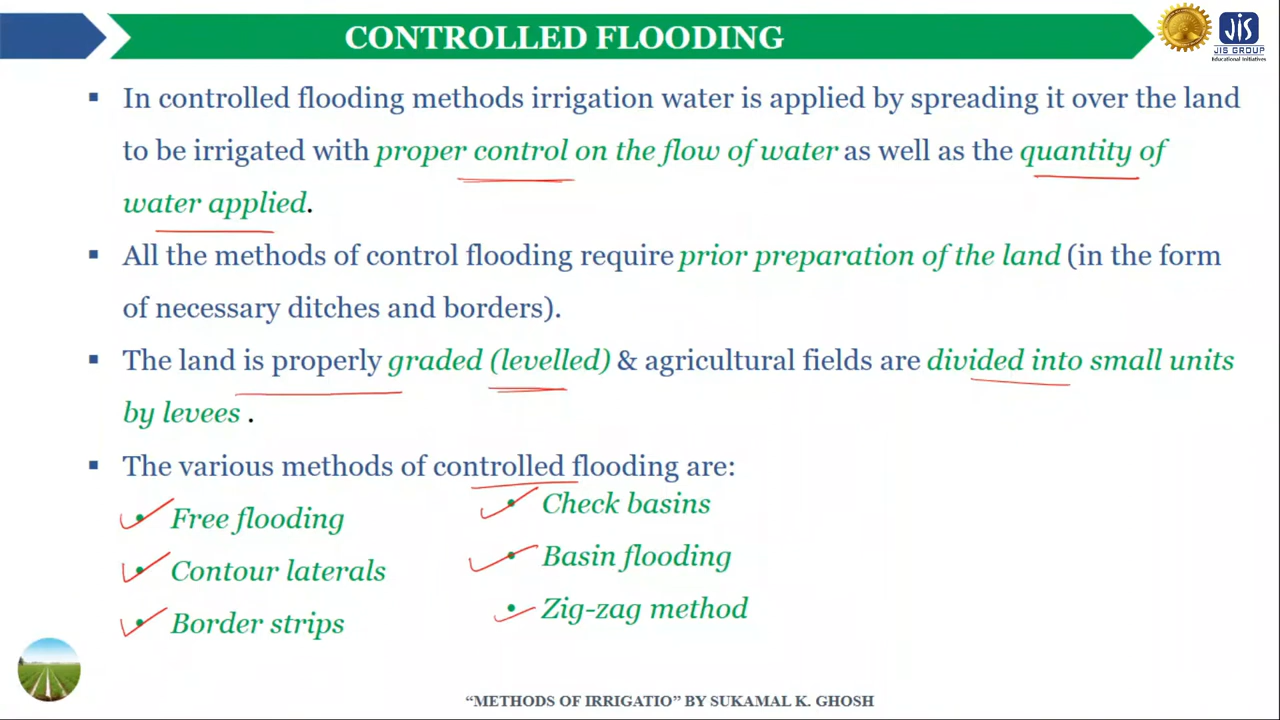 CONTROLLED FLOODING
JIS
JIS GROUP
Educational Initiatives
▪ In controlled flooding methods irrigation water is applied by spreading it over the land
to be irrigated with proper control on the flow of water as well as the quantity of
water applied.
▪ All the methods of control flooding require prior preparation of the land (in the form
of necessary ditches and borders).
▪ The land is properly graded (levelled) & agricultural fields are divided into small units
by levees .
▪ The various methods of controlled flooding are:
• Free flooding
• Contour laterals
• Border strips
• Check basins
• Basin flooding
• Zig-zag method
“METHODS OF IRRIGATIO” BY SUKAMAL K. GHOSH